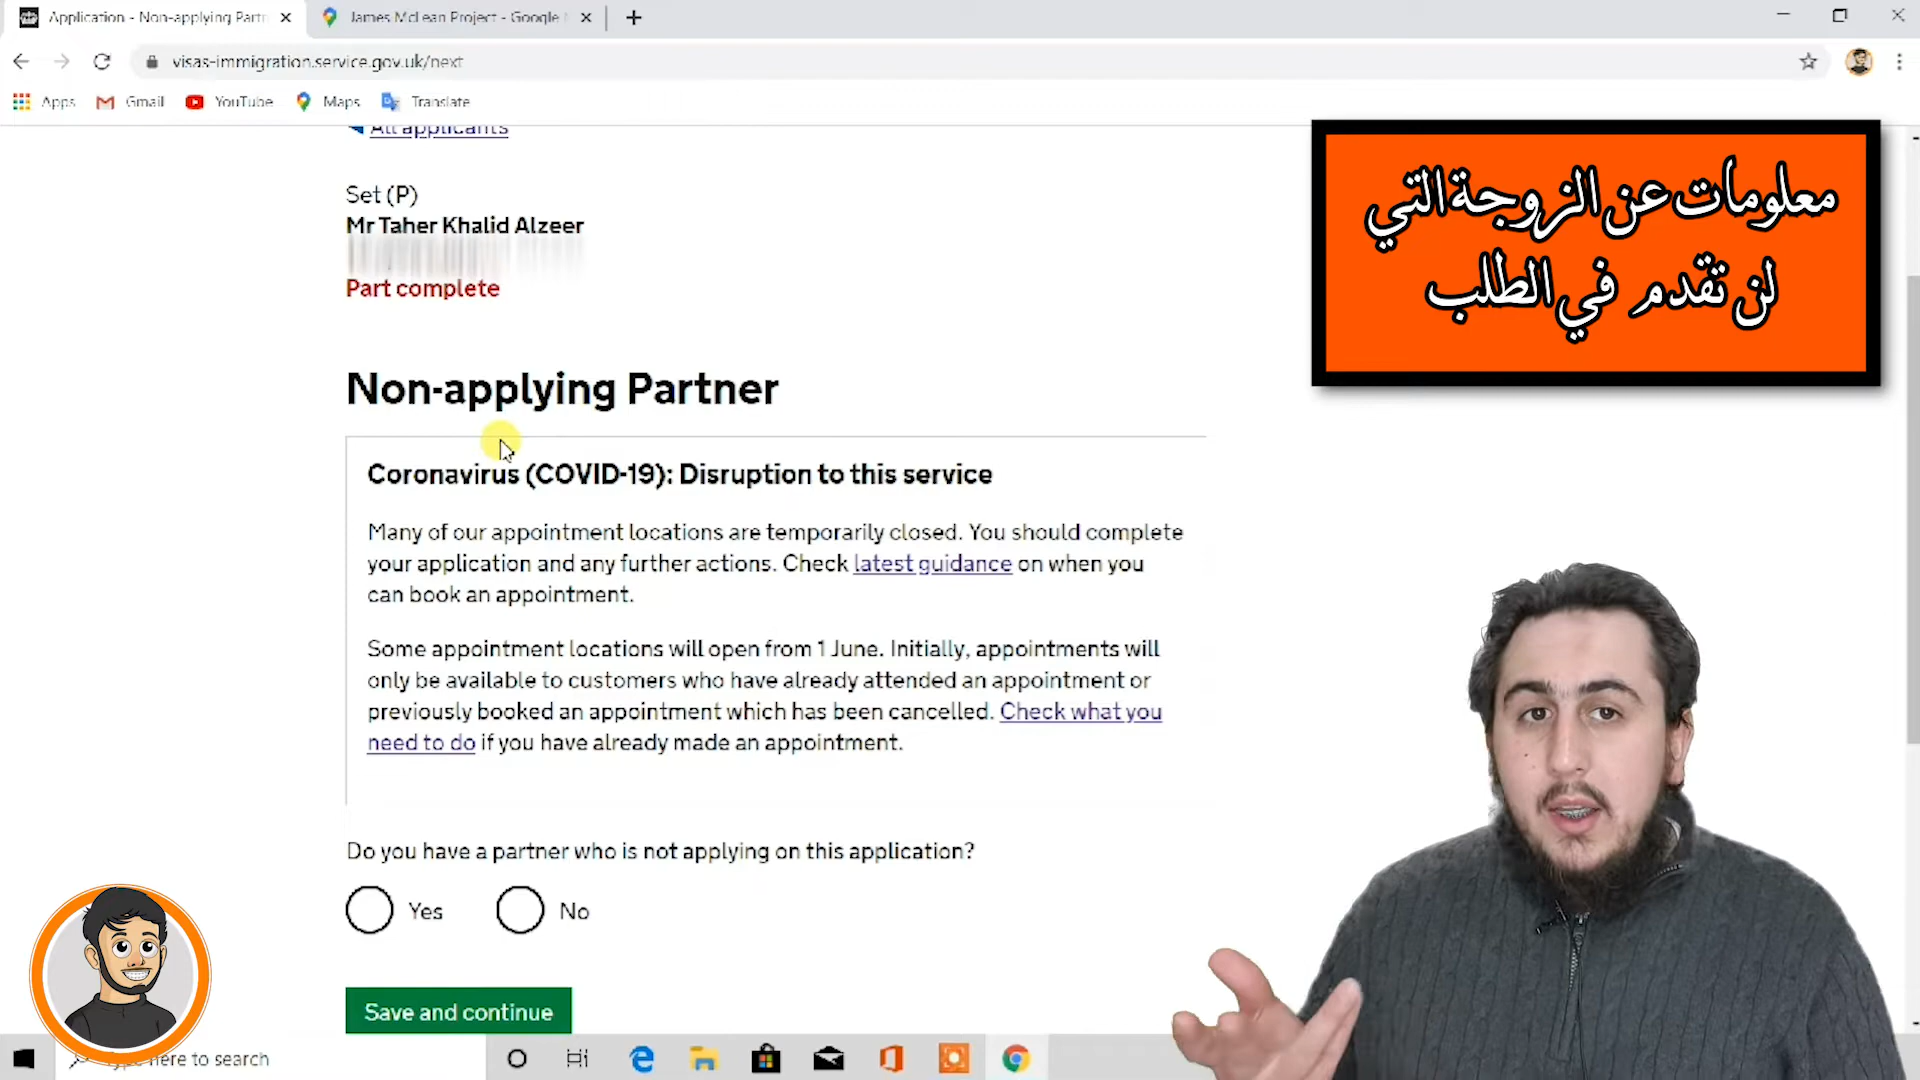 Application - Non-applying Partn
James McLean Project - Google
visas-immigration.service.gov.uk/next
Apps
Gmail
YouTube
Maps
Translate
All applicants
معلومات عن الزوجة التي
لن تقدم في الطلب
Set (P)
Mr Taher Khalid Alzeer
Part complete
Non-applying Partner
Coronavirus (COVID-19): Disruption to this service
Many of our appointment locations are temporarily closed. You should complete
your application and any further actions. Check latest guidance on when you
can book an appointment.
Some appointment locations will open from 1 June. Initially, appointments will
only be available to customers who have already attended an appointment or
previously booked an appointment which has been cancelled. Check what you
need to do if you have already made an appointment.
Do you have a partner who is not applying on this application?
Yes
No
Save and continue
here to search